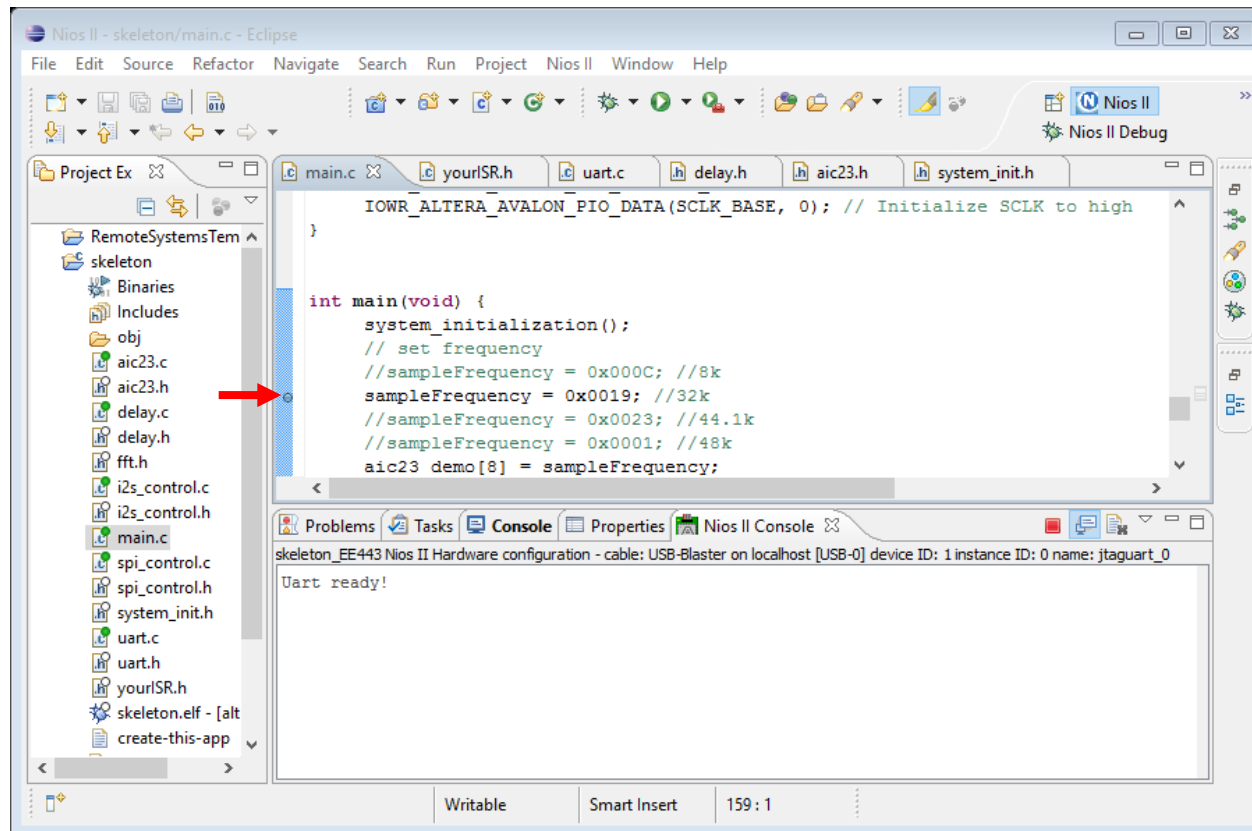 Nios II - skeleton/main.c - Eclipse
File Edit Source Refactor Navigate Search Run Project Nios II Window Help
010
Nios II
Nios II Debug
Project Ex
main.c
yourISR.h
uart.c
delay.h
aic23.h
system_init.h
RemoteSystemsTem
skeleton
Binaries
Includes
obj
aic23.c
aic23.h
delay.c
delay.h
fft.h
i2s_control.c
i2s_control.h
main.c
spi_control.c
spi_control.h
system_init.h
uart.c
uart.h
yourISR.h
skeleton.elf - [alt
create-this-app
IOWR_ALTERA_AVALON_PIO_DATA(SCLK_BASE, 0); // Initialize SCLK to high
}
int main(void) {
system_initialization();
// set frequency
//sampleFrequency = 0x000C; //8k
sampleFrequency = 0x0019; //32k
//sampleFrequency = 0x0023; //44.1k
//sampleFrequency = 0x0001; //48k
aic23_demo[8] = sampleFrequency;
Problems Tasks Console Properties Nios II Console
skeleton_EE443 Nios II Hardware configuration - cable: USB-Blaster on localhost [USB-0] device ID: 1 instance ID: 0 name: jtaguart_0
Uart ready!
Writable Smart Insert 159 : 1